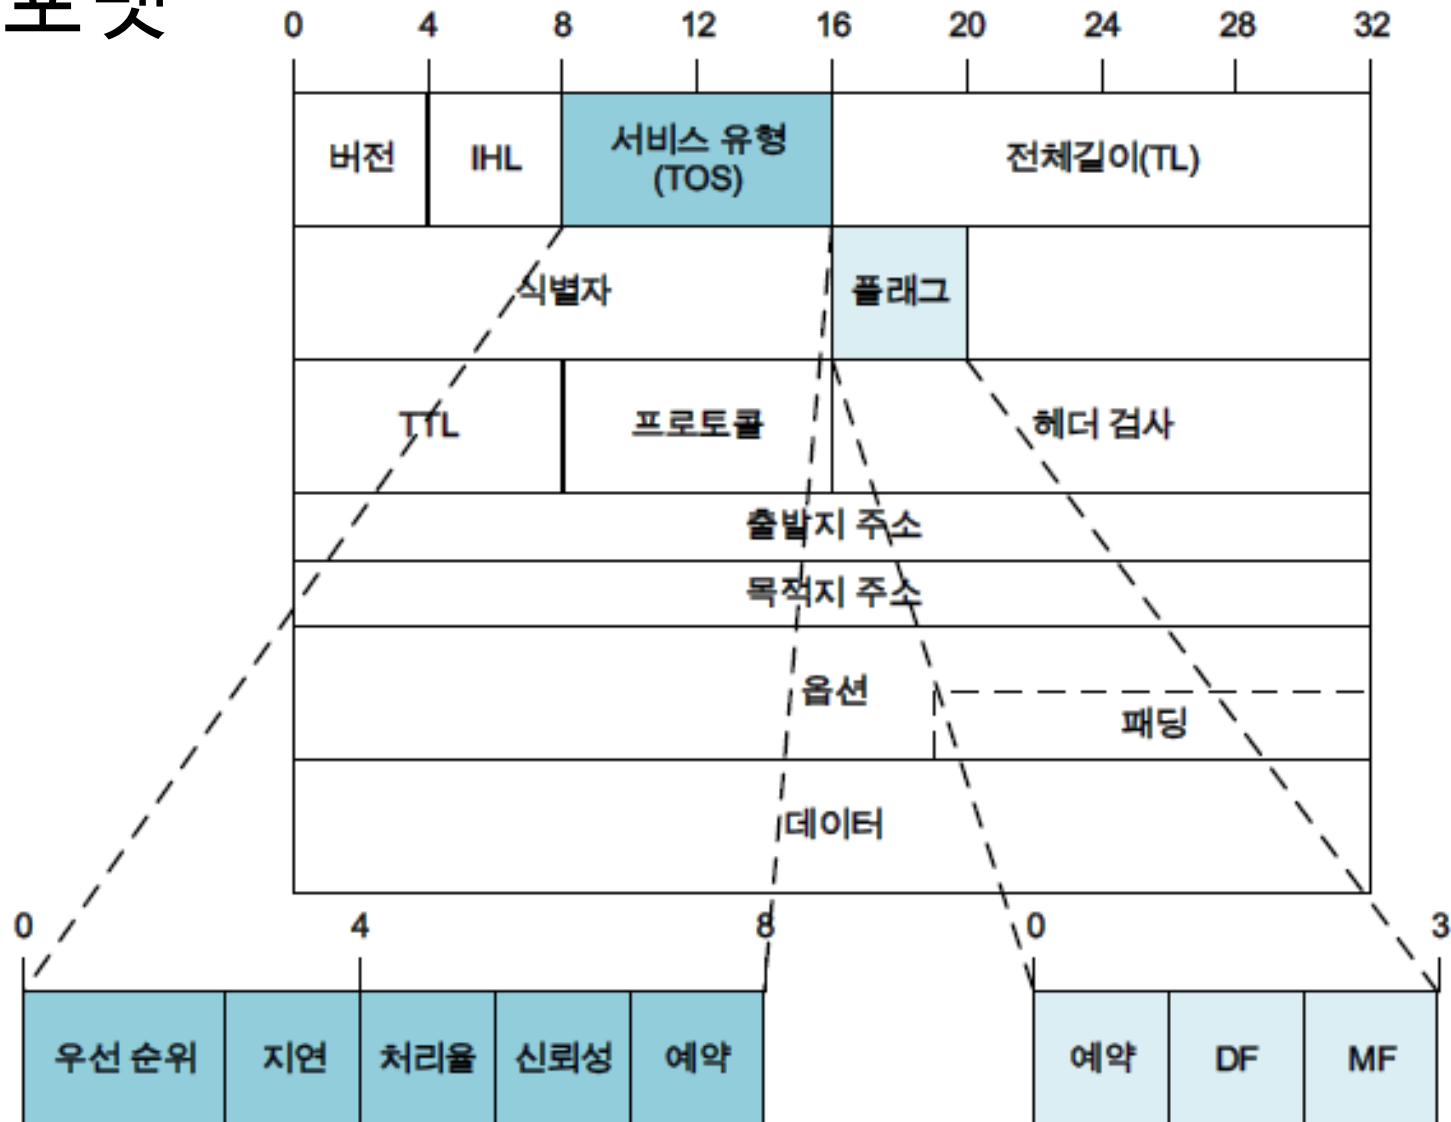 포맷
0 4 8 12 16 20 24 28 32
버전 IHL 서비스 유형 (TOS) 전체길이(TL)
식별자 플래그
TTL 프로토콜 헤더 검사
출발지 주소
목적지 주소
옵션
패딩
데이터
0 4 8 0 3
우선 순위 지연 처리율 신뢰성 예약 예약 DF MF